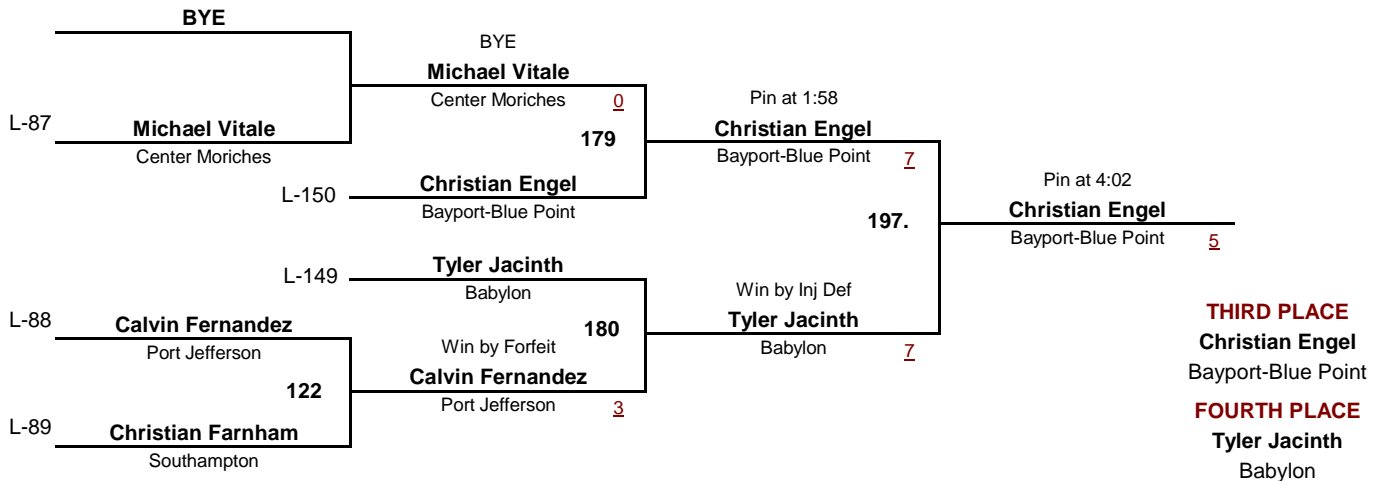 BYE
L-87
Michael Vitale
Center Moriches
BYE
Michael Vitale
Center Moriches 0
179
L-150
Christian Engel
Bayport-Blue Point
Pin at 1:58
Christian Engel
Bayport-Blue Point 7
197.
Pin at 4:02
Christian Engel
Bayport-Blue Point 5
L-149
Tyler Jacinth
Babylon
L-88
Calvin Fernandez
Port Jefferson
122
L-89
Christian Farnham
Southampton
180
Win by Forfeit
Calvin Fernandez
Port Jefferson 3
Win by Inj Def
Tyler Jacinth
Babylon 7
THIRD PLACE
Christian Engel
Bayport-Blue Point
FOURTH PLACE
Tyler Jacinth
Babylon